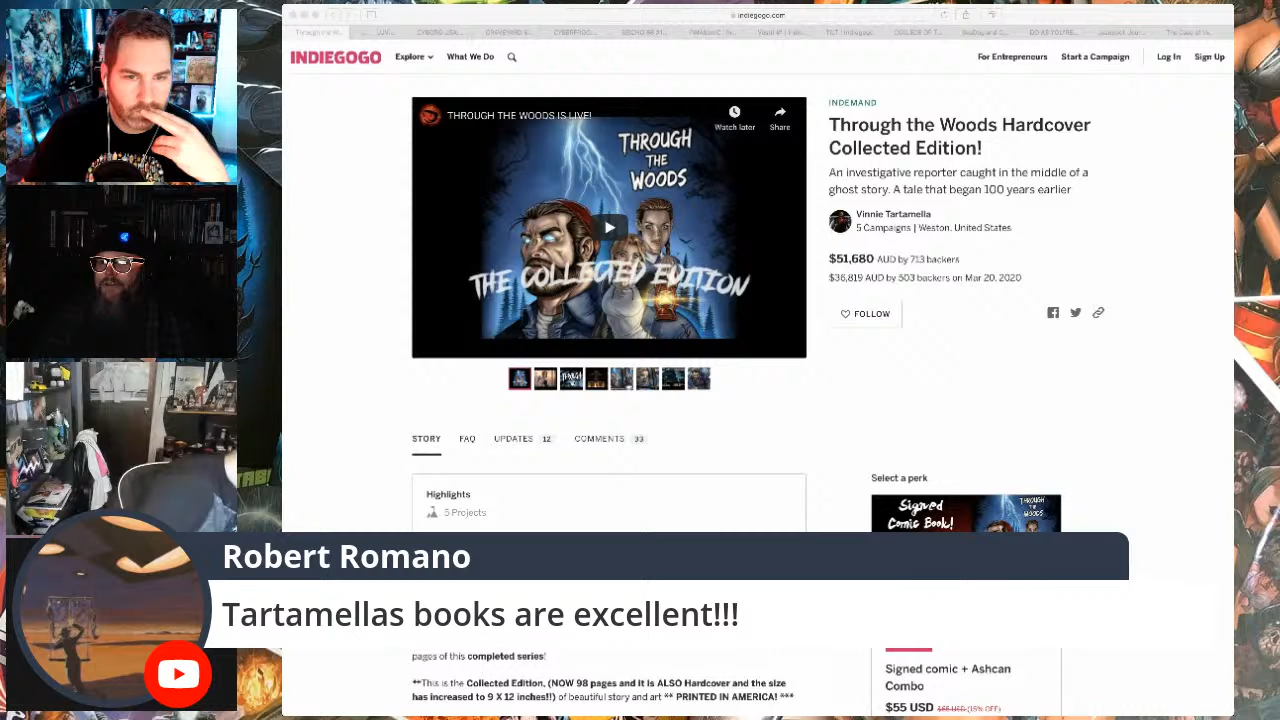 indiegogo.com
INDIEGOGO
Explore
What We Do
For Entrepreneurs
Start a Campaign
Log In
Sign Up
THROUGH THE WOODS IS LIVE!
Watch later
Share
THROUGH
THE
WOODS
THE COLLECTED EDITION
INDEMAND
Through the Woods Hardcover
Collected Edition!
An investigative reporter caught in the middle of a
ghost story. A tale that began 100 years earlier
Vinnie Tartamella
5 Campaigns | Weston, United States
$51,680 AUD by 713 backers
$36,819 AUD by 503 backers on Mar 20, 2020
FOLLOW
STORY
FAQ
UPDATES 12
COMMENTS 33
Highlights
5 Projects
Select a perk
Signed
Comic Book!
THROUGH
THE
WOODS
Robert Romano
Tartamellas books are excellent!!!
pages of this completed series!
**This is the Collected Edition, (NOW 98 pages and it is ALSO Hardcover and the size
has increased to 9 X 12 inches!!) of beautiful story and art ** PRINTED IN AMERICA! ***
Signed comic + Ashcan
Combo
$55 USD $65 USD (15% OFF)